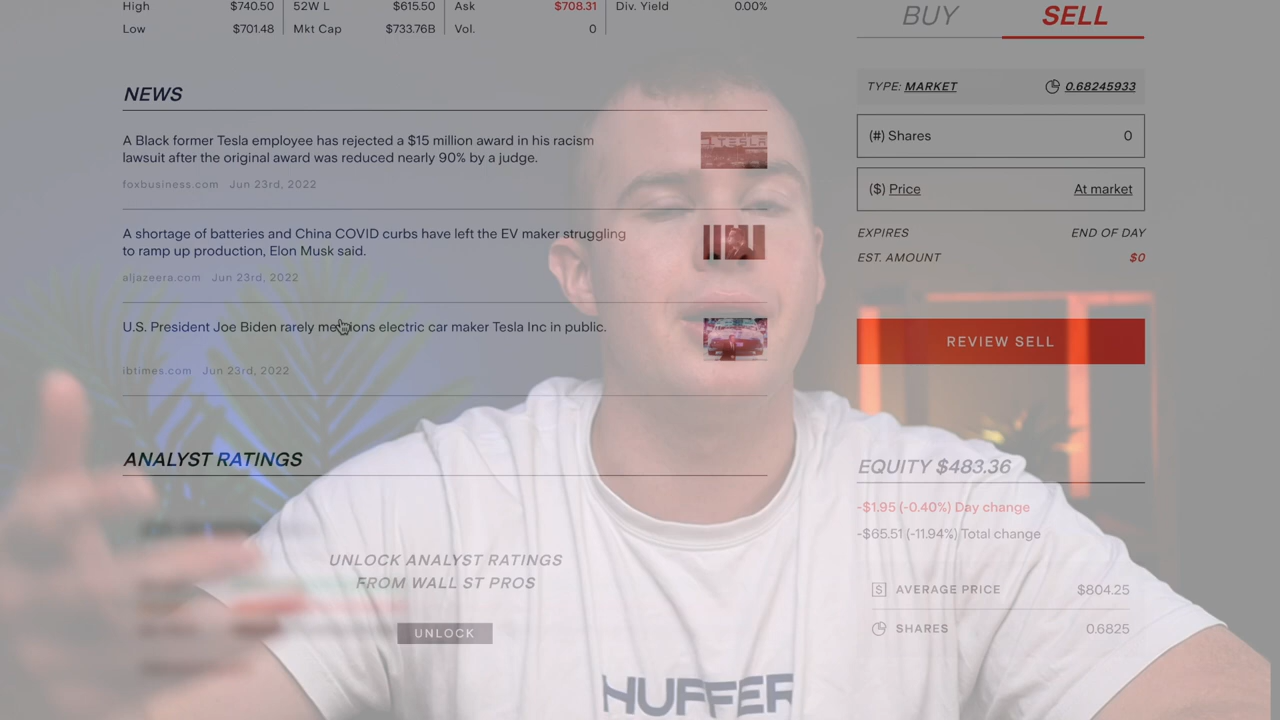 High $740.50 52W L $615.50 Ask $708.31 Div. Yield 0.00%
Low $701.48 Mkt Cap $733.76B Vol. 0
BUY SELL
NEWS
A Black former Tesla employee has rejected a $15 million award in his racism
lawsuit after the original award was reduced nearly 90% by a judge.
foxbusiness.com Jun 23rd, 2022
TESLA
A shortage of batteries and China COVID curbs have left the EV maker struggling
to ramp up production, Elon Musk said.
aljazeera.com Jun 23rd, 2022
U.S. President Joe Biden rarely mentions electric car maker Tesla Inc in public.
ibtimes.com Jun 23rd, 2022
ANALYST RATINGS
UNLOCK ANALYST RATINGS
FROM WALL ST PROS
UNLOCK
TYPE: MARKET 0.68245933
(#) Shares 0
($) Price At market
EXPIRES END OF DAY
EST. AMOUNT $0
REVIEW SELL
EQUITY $483.36
-$1.95 (-0.40%) Day change
-$65.51 (-11.94%) Total change
AVERAGE PRICE $804.25
SHARES 0.6825
HUFFER